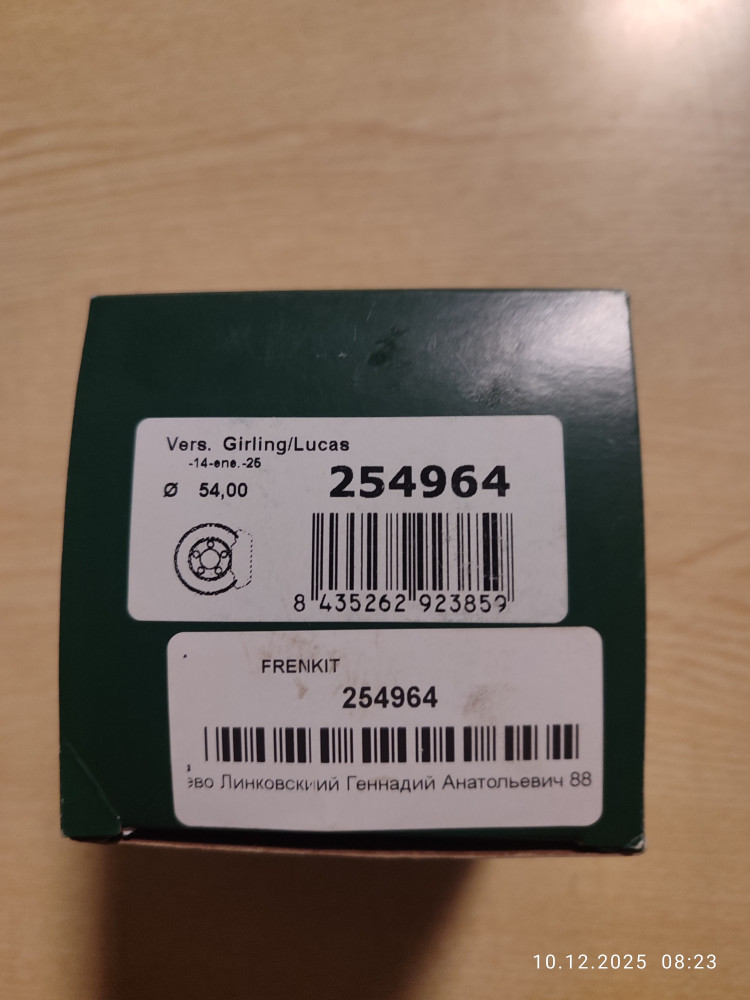 Vers. Girling/Lucas
-14-ene.-25
Ø 54,00
254964
8 435262 923859
FRENKIT
254964
ево Линковскиий Геннадий Анатольевич 88
10.12.2025 08:23